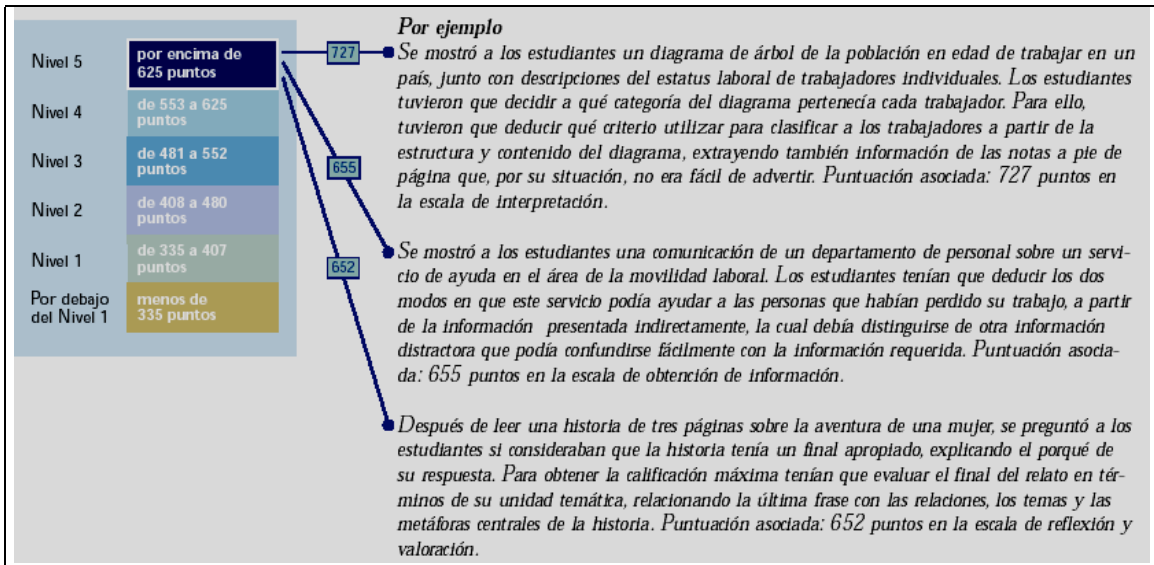 Nivel 5
por encima de
625 puntos
Nivel 4
de 553 a 625
puntos
Nivel 3
de 481 a 552
puntos
Nivel 2
de 408 a 480
puntos
Nivel 1
de 335 a 407
puntos
Por debajo
del Nivel 1
menos de
335 puntos
727
655
652
Por ejemplo
Se mostró a los estudiantes un diagrama de árbol de la población en edad de trabajar en un
país, junto con descripciones del estatus laboral de trabajadores individuales. Los estudiantes
tuvieron que decidir a qué categoría del diagrama pertenecía cada trabajador. Para ello,
tuvieron que deducir qué criterio utilizar para clasificar a los trabajadores a partir de la
estructura y contenido del diagrama, extrayendo también información de las notas a pie de
página que, por su situación, no era fácil de advertir. Puntuación asociada: 727 puntos en
la escala de interpretación.
Se mostró a los estudiantes una comunicación de un departamento de personal sobre un servi-
cio de ayuda en el área de la movilidad laboral. Los estudiantes tenían que deducir los dos
modos en que este servicio podía ayudar a las personas que habían perdido su trabajo, a partir
de la información presentada indirectamente, la cual debía distinguirse de otra información
distractora que podía confundirse fácilmente con la información requerida. Puntuación asocia-
da: 655 puntos en la escala de obtención de información.
Después de leer una historia de tres páginas sobre la aventura de una mujer, se preguntó a los
estudiantes si consideraban que la historia tenía un final apropiado, explicando el porqué de
su respuesta. Para obtener la calificación máxima tenían que evaluar el final del relato en tér-
minos de su unidad temática, relacionando la última frase con las relaciones, los temas y las
metáforas centrales de la historia. Puntuación asociada: 652 puntos en la escala de reflexión y
valoración.